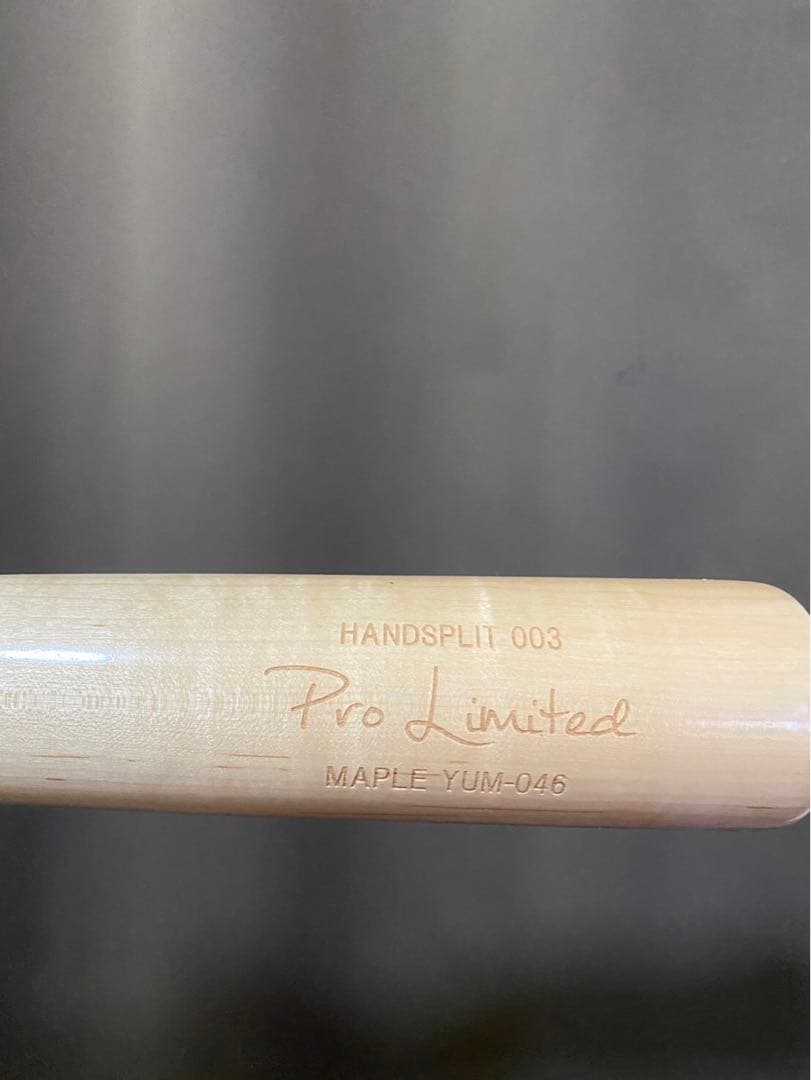 HANDSPLIT 003
Pro Limited
MAPLE YUM-046